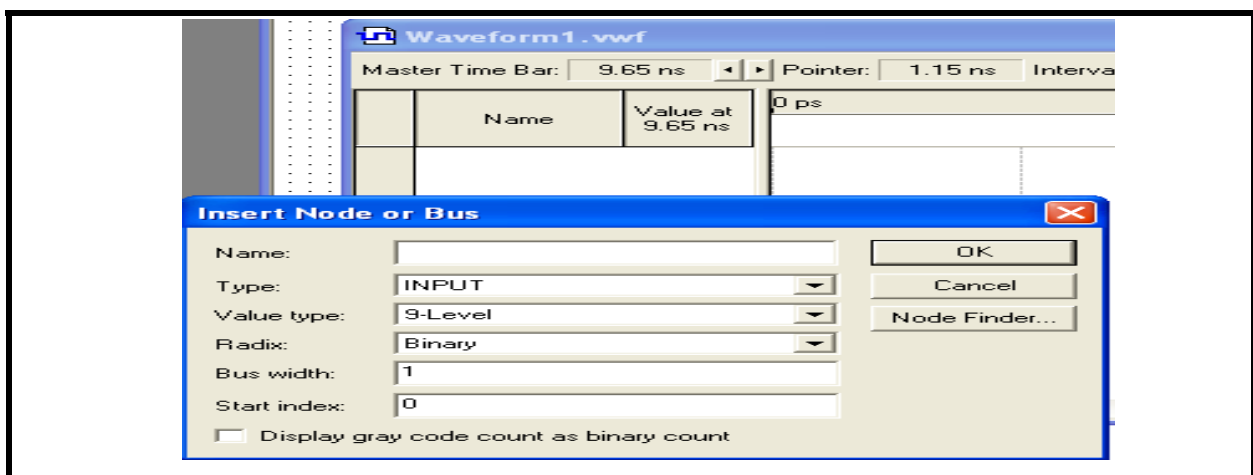 Waveform1.vwf
Master Time Bar: 9.65 ns Pointer: 1.15 ns Interva
Name Value at 9.65 ns 0 ps
Insert Node or Bus
Name: OK
Type: INPUT Cancel
Value type: 9-Level Node Finder...
Radix: Binary
Bus width: 1
Start index: 0
Display gray code count as binary count